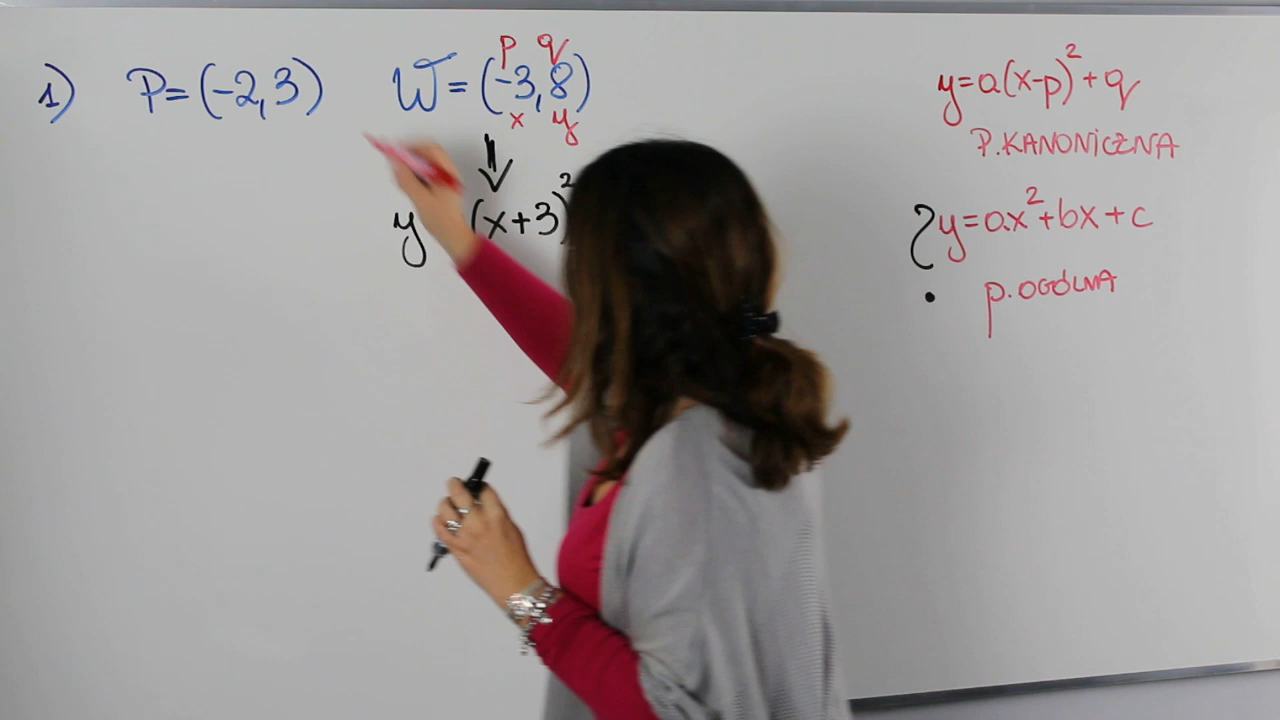 1) P=(-2,3) W=(-3,8)
p q
x y
y (x+3)²
y=a(x-p)²+q
P.KANONICZNA
? y=ax²+bx+c
p.OGÓLNA